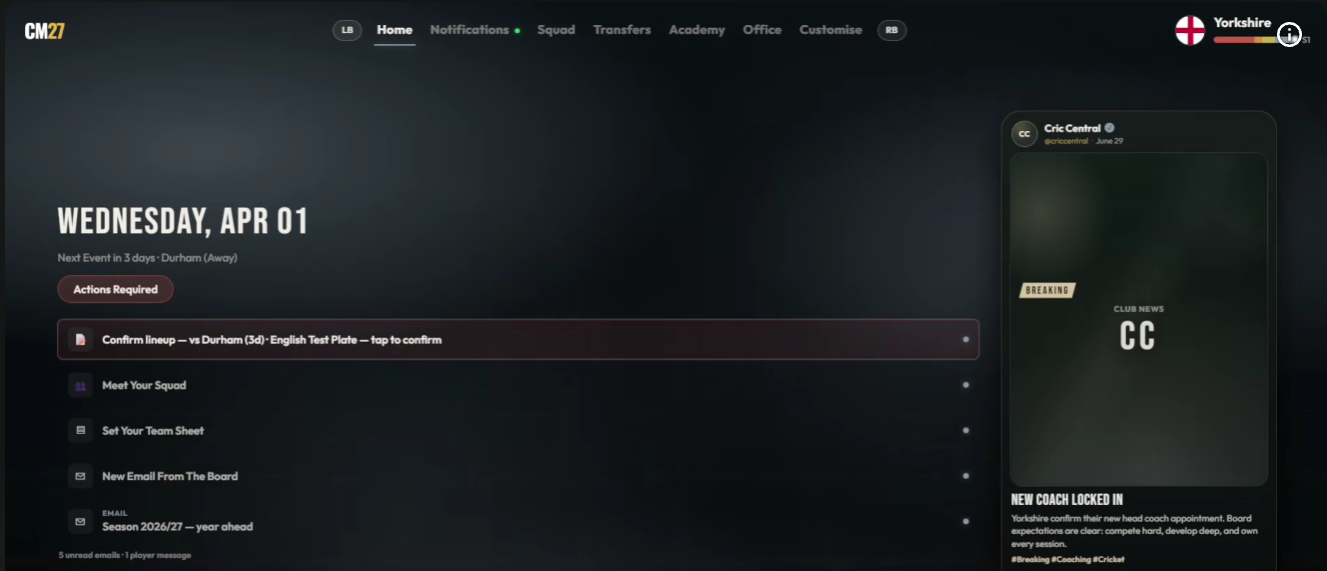 CM27
LB Home Notifications Squad Transfers Academy Office Customise RB
Yorkshire
51
WEDNESDAY, APR 01
Next Event in 3 days · Durham (Away)
Actions Required
Confirm lineup — vs Durham (3d) · English Test Plate — tap to confirm
Meet Your Squad
Set Your Team Sheet
New Email From The Board
EMAIL
Season 2026/27 — year ahead
5 unread emails · 1 player message
CC Cric Central
@criccentral · June 29
BREAKING
CLUB NEWS
CC
NEW COACH LOCKED IN
Yorkshire confirm their new head coach appointment. Board
expectations are clear: compete hard, develop deep, and own
every session.
#Breaking #Coaching #Cricket